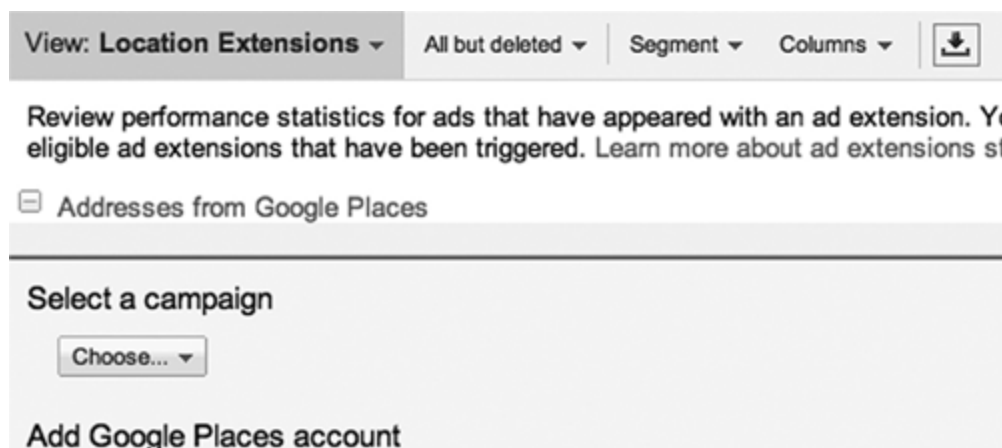 View: Location Extensions All but deleted Segment Columns
Review performance statistics for ads that have appeared with an ad extension.
eligible ad extensions that have been triggered. Learn more about ad extensions
Addresses from Google Places
Select a campaign
Choose...
Add Google Places account